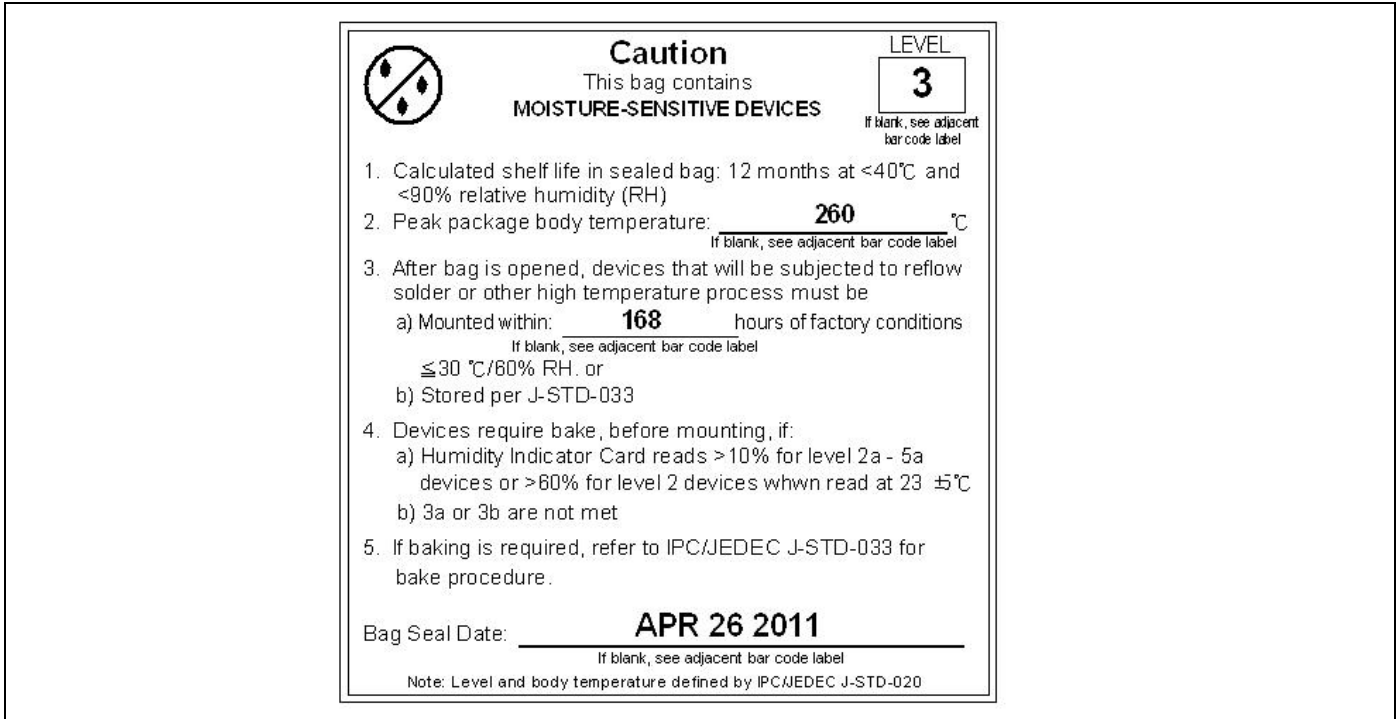 Caution
LEVEL
This bag contains
3
MOISTURE-SENSITIVE DEVICES
If blank, see adjacent
bar code label
1. Calculated shelf life in sealed bag: 12 months at <40℃ and
<90% relative humidity (RH)
2. Peak package body temperature: 260 ℃
If blank, see adjacent bar code label
3. After bag is opened, devices that will be subjected to reflow
solder or other high temperature process must be
a) Mounted within: 168 hours of factory conditions
If blank, see adjacent bar code label
≦30 ℃/60% RH. or
b) Stored per J-STD-033
4. Devices require bake, before mounting, if:
a) Humidity Indicator Card reads >10% for level 2a - 5a
devices or >60% for level 2 devices whwn read at 23 ±5℃
b) 3a or 3b are not met
5. If baking is required, refer to IPC/JEDEC J-STD-033 for
bake procedure.
Bag Seal Date: APR 26 2011
If blank, see adjacent bar code label
Note: Level and body temperature defined by IPC/JEDEC J-STD-020